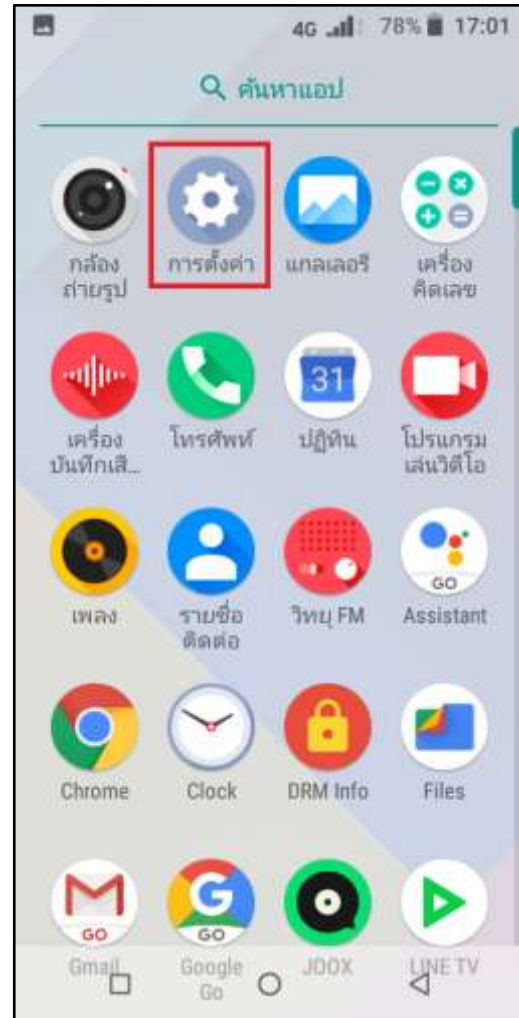 4G 78% 17:01
ค้นหาแอป
กล้อง
ถ่ายรูป
การตั้งค่า
แกลเลอรี
เครื่อง
คิดเลข
31
เครื่อง
บันทึกเสี...
โทรศัพท์
ปฏิทิน
โปรแกรม
เล่นวิดีโอ
GO
เพลง
รายชื่อ
ติดต่อ
วิทยุ FM
Assistant
Chrome
Clock
DRM Info
Files
GO
GO
Gmail
Google
Go
JOOX
LINE TV